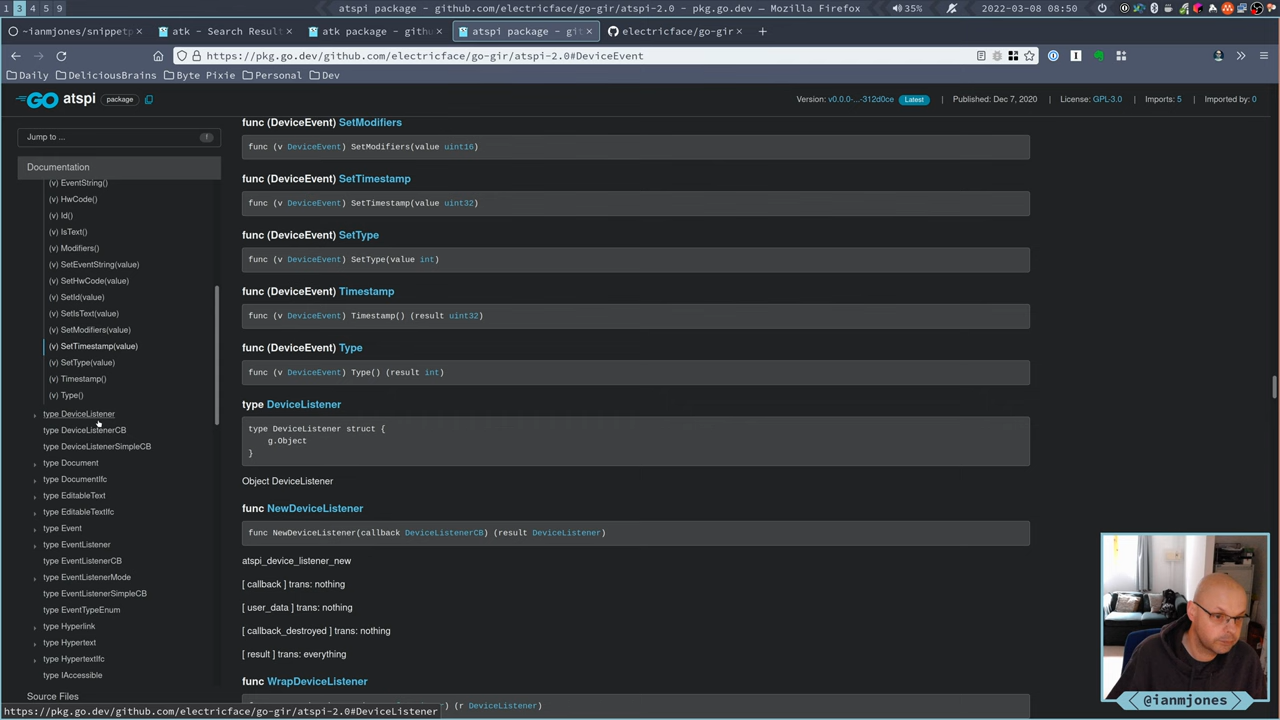 1 3 4 5 9
atspi package - github.com/electricface/go-gir/atspi-2.0 - pkg.go.dev — Mozilla Firefox
35%
2022-03-08 08:50
~ianmjones/snippetp
atk - Search Result
atk package - githu
atspi package - git
electricface/go-gir
https://pkg.go.dev/github.com/electricface/go-gir/atspi-2.0#DeviceEvent
Daily
DeliciousBrains
Byte Pixie
Personal
Dev
GO atspi package
Version: v0.0.0-...-312d0ce Latest
Published: Dec 7, 2020
License: GPL-3.0
Imports: 5
Imported by: 0
Jump to ...
f
Documentation
(v) EventString()
(v) HwCode()
(v) Id()
(v) IsText()
(v) Modifiers()
(v) SetEventString(value)
(v) SetHwCode(value)
(v) SetId(value)
(v) SetIsText(value)
(v) SetModifiers(value)
(v) SetTimestamp(value)
(v) SetType(value)
(v) Timestamp()
(v) Type()
type DeviceListener
type DeviceListenerCB
type DeviceListenerSimpleCB
type Document
type DocumentIfc
type EditableText
type EditableTextIfc
type Event
type EventListener
type EventListenerCB
type EventListenerMode
type EventListenerSimpleCB
type EventTypeEnum
type Hyperlink
type Hypertext
type HypertextIfc
type IAccessible
Source Files
func (DeviceEvent) SetModifiers
func (v DeviceEvent) SetModifiers(value uint16)
func (DeviceEvent) SetTimestamp
func (v DeviceEvent) SetTimestamp(value uint32)
func (DeviceEvent) SetType
func (v DeviceEvent) SetType(value int)
func (DeviceEvent) Timestamp
func (v DeviceEvent) Timestamp() (result uint32)
func (DeviceEvent) Type
func (v DeviceEvent) Type() (result int)
type DeviceListener
type DeviceListener struct {
g.Object
}
Object DeviceListener
func NewDeviceListener
func NewDeviceListener(callback DeviceListenerCB) (result DeviceListener)
atspi_device_listener_new
[ callback ] trans: nothing
[ user_data ] trans: nothing
[ callback_destroyed ] trans: nothing
[ result ] trans: everything
func WrapDeviceListener
) (r DeviceListener)
https://pkg.go.dev/github.com/electricface/go-gir/atspi-2.0#DeviceListener
@ianmjones